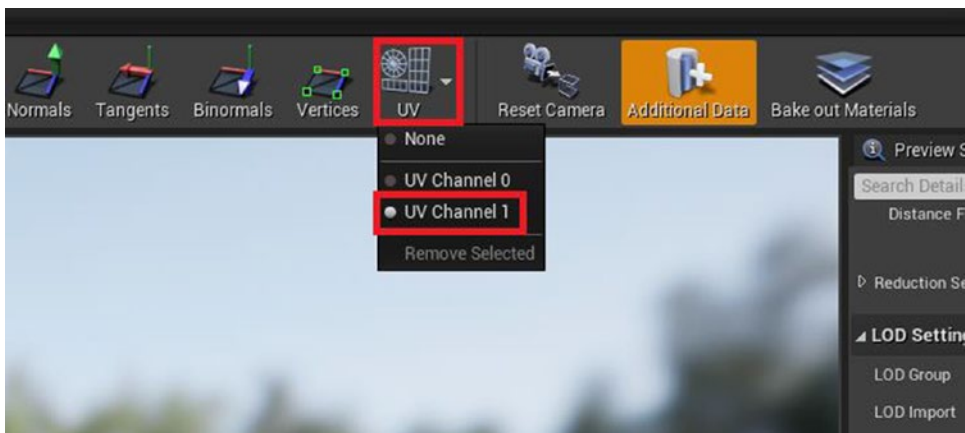 Normals Tangents Binormals Vertices UV Reset Camera Additional Data Bake out Materials
None
UV Channel 0
UV Channel 1
Remove Selected
Preview S
Search Detail
Distance F
Reduction Se
LOD Setting
LOD Group
LOD Import